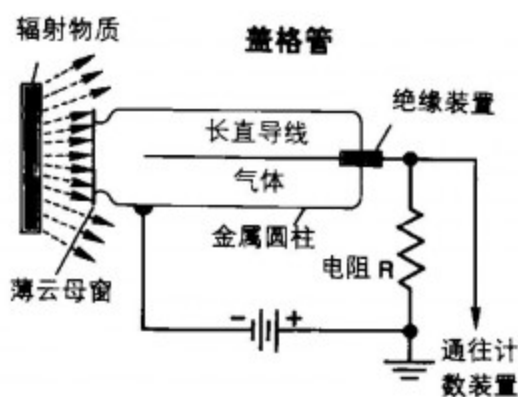 辐射物质
盖格管
绝缘装置
长直导线
气体
金属圆柱
电阻 R
薄云母窗
- +
通往计
数装置